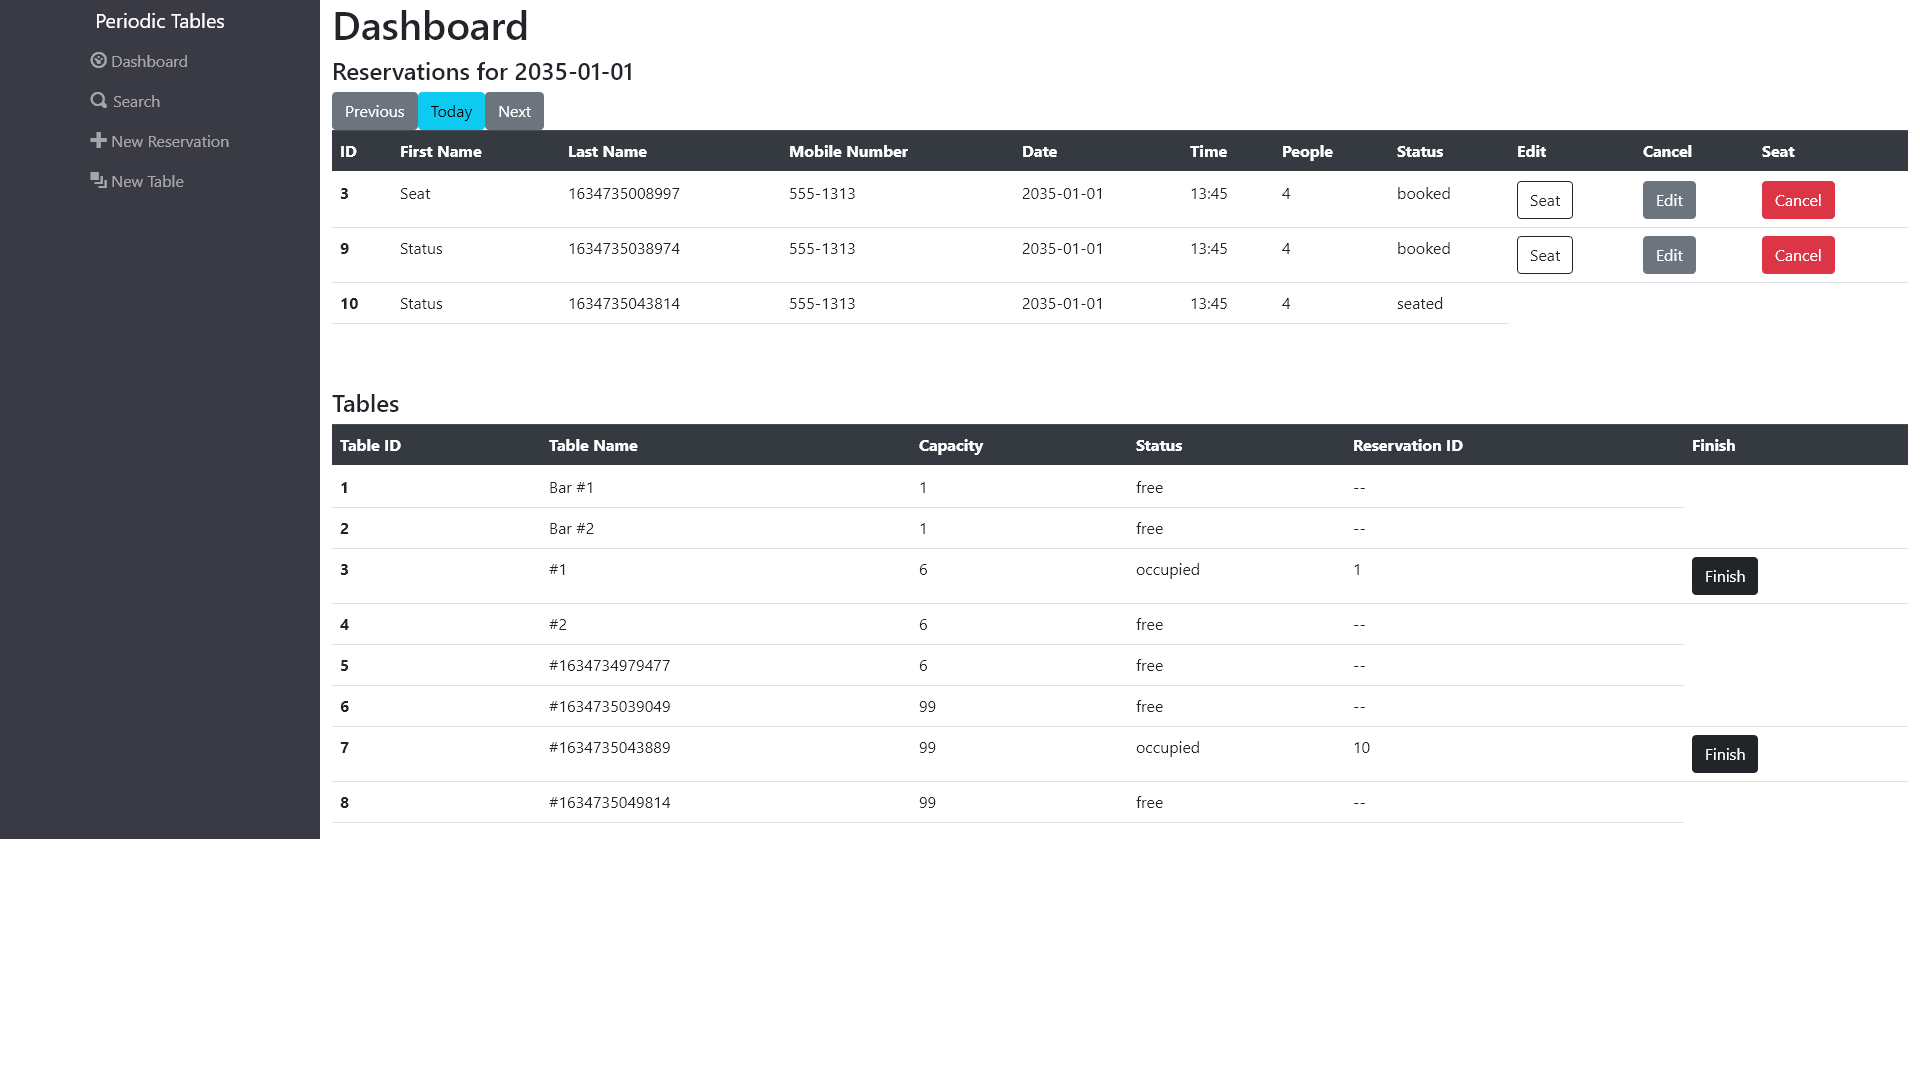 Periodic Tables
Dashboard
Search
New Reservation
New Table
Dashboard
Reservations for 2035-01-01
Previous Today Next
ID First Name Last Name Mobile Number Date Time People Status Edit Cancel Seat
3 Seat 1634735008997 555-1313 2035-01-01 13:45 4 booked Seat Edit Cancel
9 Status 1634735038974 555-1313 2035-01-01 13:45 4 booked Seat Edit Cancel
10 Status 1634735043814 555-1313 2035-01-01 13:45 4 seated
Tables
Table ID Table Name Capacity Status Reservation ID Finish
1 Bar #1 1 free --
2 Bar #2 1 free --
3 #1 6 occupied 1 Finish
4 #2 6 free --
5 #1634734979477 6 free --
6 #1634735039049 99 free --
7 #1634735043889 99 occupied 10 Finish
8 #1634735049814 99 free --